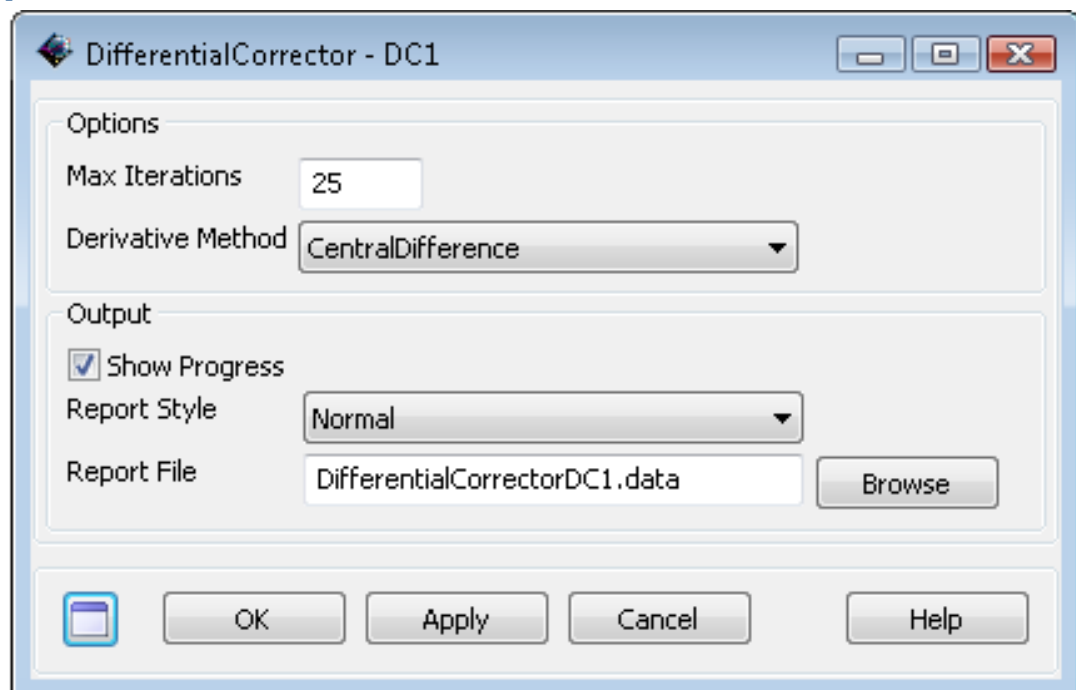 DifferentialCorrector - DC1
Options
Max Iterations 25
Derivative Method CentralDifference
Output
Show Progress
Report Style Normal
Report File DifferentialCorrectorDC1.data Browse
OK Apply Cancel Help